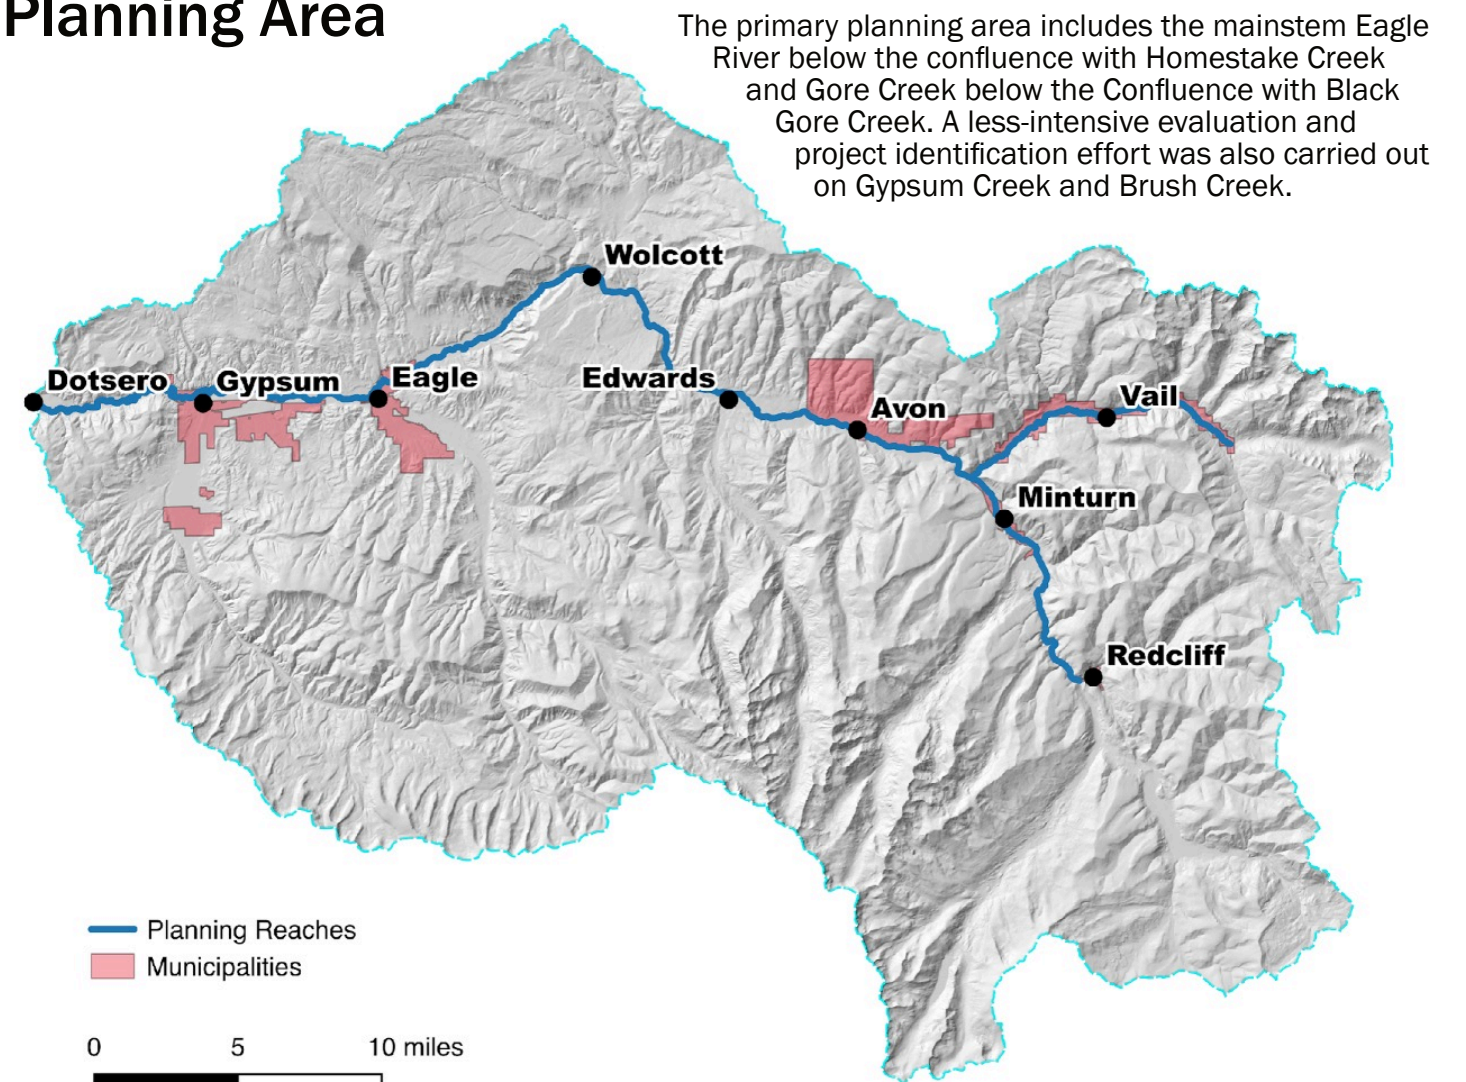 Planning Area
The primary planning area includes the mainstem Eagle
River below the confluence with Homestake Creek
and Gore Creek below the Confluence with Black
Gore Creek. A less-intensive evaluation and
project identification effort was also carried out
on Gypsum Creek and Brush Creek.
Wolcott
Dotsero
Gypsum
Eagle
Edwards
Avon
Vail
Minturn
Redcliff
Planning Reaches
Municipalities
0 5 10 miles